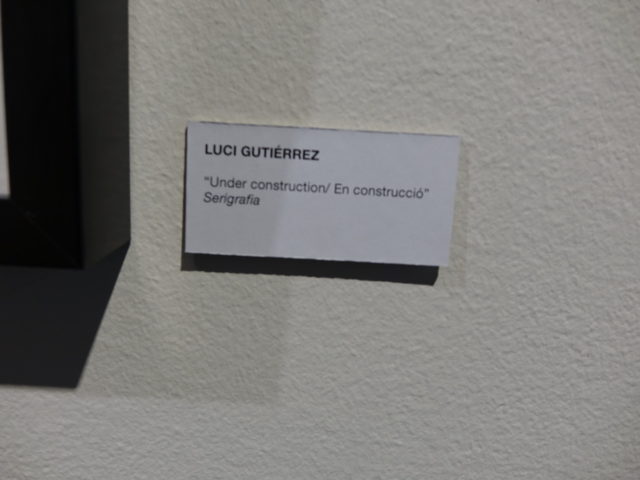 LUCI GUTIÉRREZ
"Under construction/ En construcció"
Serigrafia